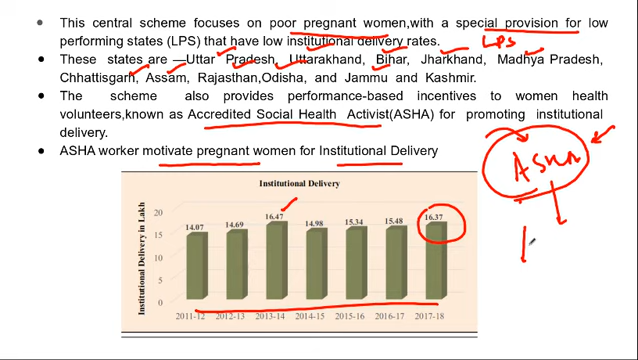 • This central scheme focuses on poor pregnant women,with a special provision for low
performing states (LPS) that have low institutional delivery rates. LPS
• These states are —Uttar Pradesh, Uttarakhand, Bihar, Jharkhand, Madhya Pradesh,
Chhattisgarh, Assam, Rajasthan,Odisha, and Jammu and Kashmir.
• The scheme also provides performance-based incentives to women health
volunteers,known as Accredited Social Health Activist(ASHA) for promoting institutional
delivery.
• ASHA worker motivate pregnant women for Institutional Delivery
ASHA
Institutional Delivery
Institutional Delivery in Lakh
20
15
10
5
0
14.07 14.69 16.47 14.98 15.34 15.48 16.37
2011-12 2012-13 2013-14 2014-15 2015-16 2016-17 2017-18